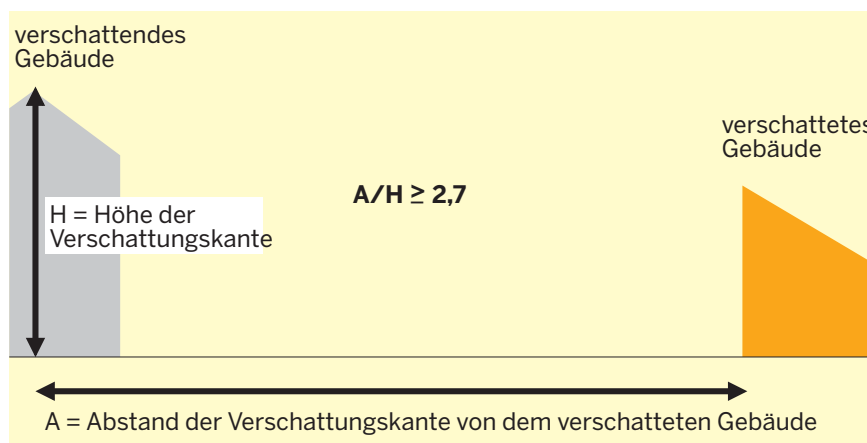 verschattendes
Gebäude
verschattetes
Gebäude
A/H ≥ 2,7
H = Höhe der
Verschattungskante
A = Abstand der Verschattungskante von dem verschatteten Gebäude